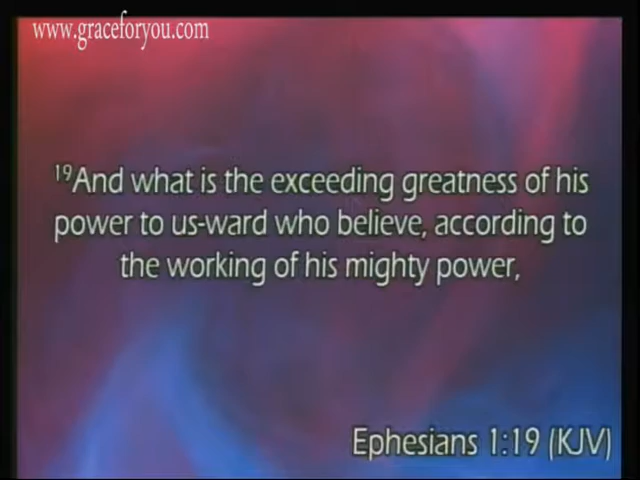 www.graceforyou.com
19And what is the exceeding greatness of his
power to us-ward who believe, according to
the working of his mighty power,
Ephesians 1:19 (KJV)